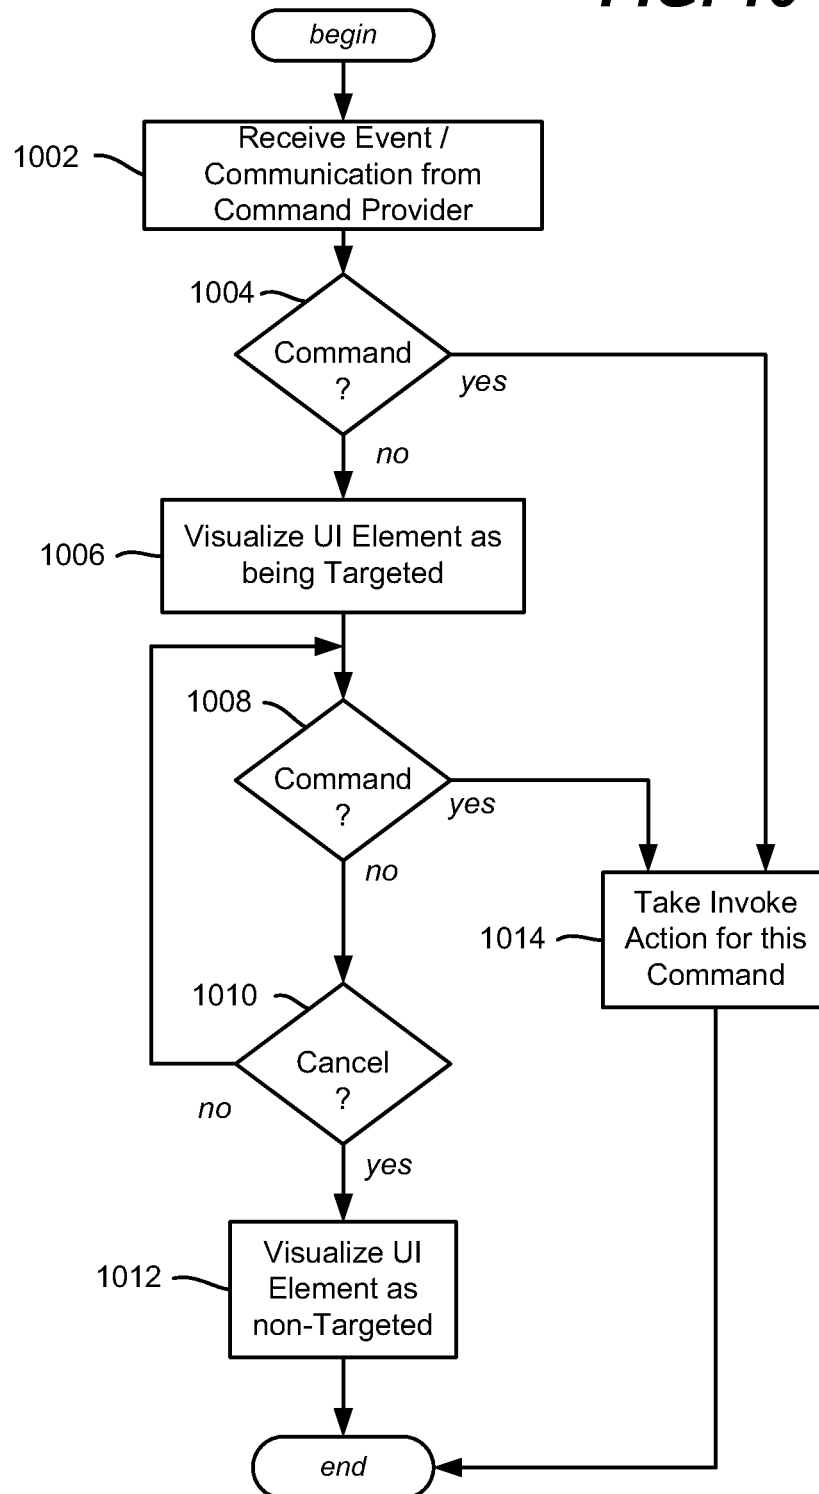 begin
1002
Receive Event /
Communication from
Command Provider
1004
Command
?
yes
no
1006
Visualize UI Element as
being Targeted
1008
Command
?
yes
no
1014
Take Invoke
Action for this
Command
1010
Cancel
?
no
yes
1012
Visualize UI
Element as
non-Targeted
end